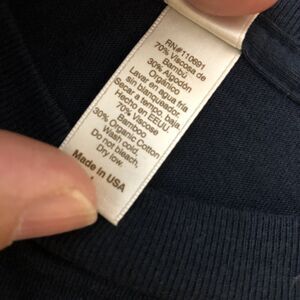 RN#110691
70% Viscosa de
Bambú
30% Algodón
Orgánico
Lavar en agua fría
sin blanqueador.
Secar a tempo. baja.
Hecho en EEUU.
70% Viscose
Bamboo
30% Organic Cotton
Wash cold.
Do not bleach.
Dry low.
Made in USA